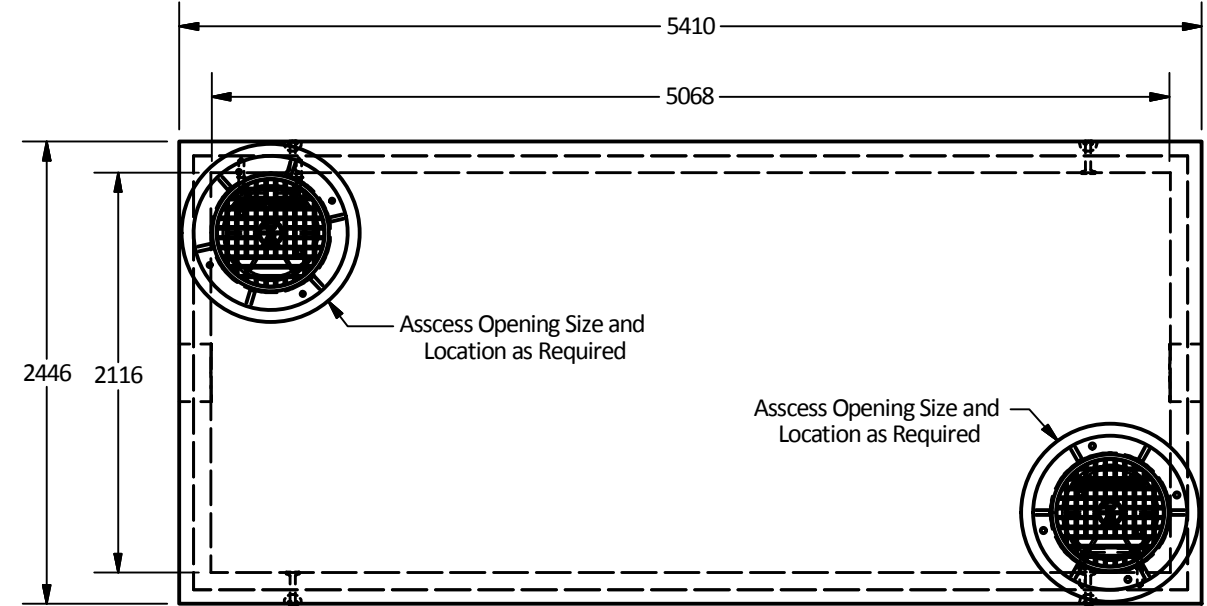 5410
5068
2446
2116
Asscess Opening Size and
Location as Required
Asscess Opening Size and
Location as Required